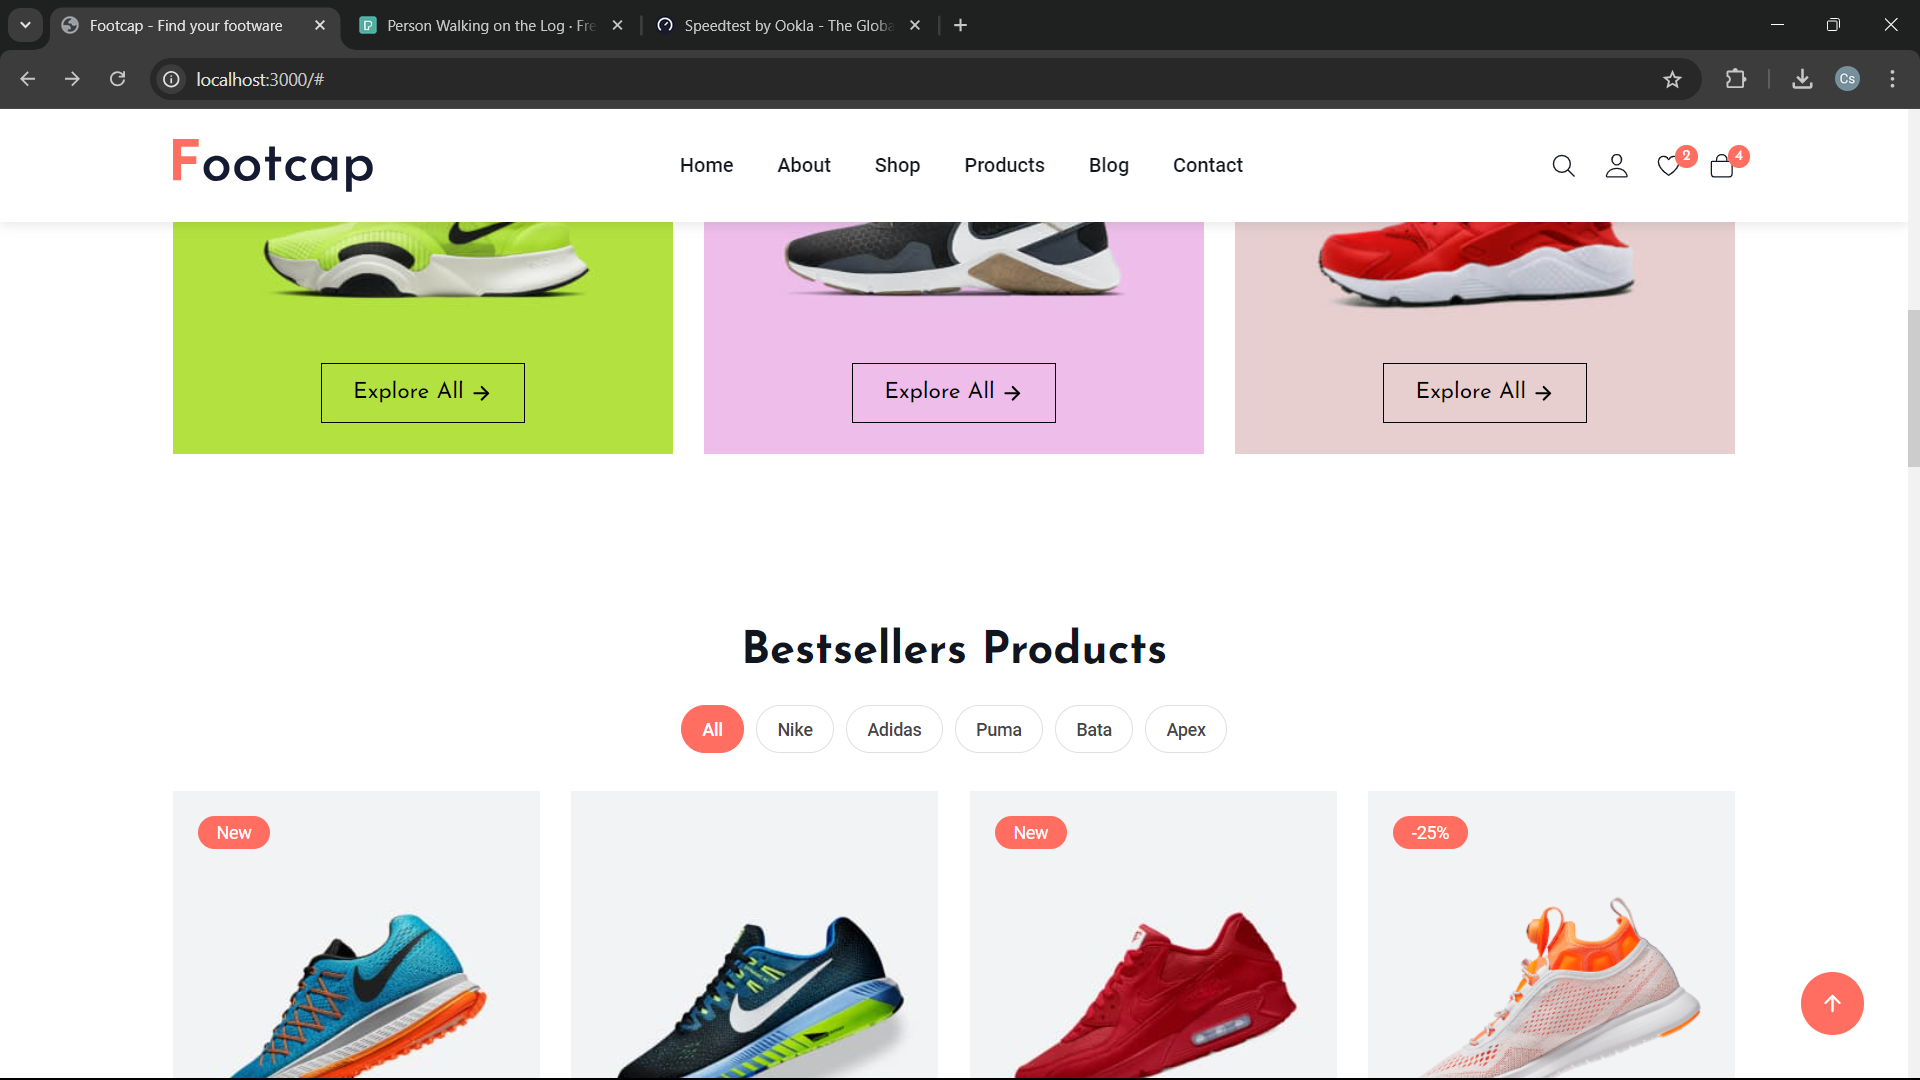 Footcap - Find your footware
Person Walking on the Log · Fre
Speedtest by Ookla - The Globa
localhost:3000/#
Cs
Footcap
Home About Shop Products Blog Contact
2 4
Explore All Explore All Explore All
Bestsellers Products
All Nike Adidas Puma Bata Apex
New New -25%